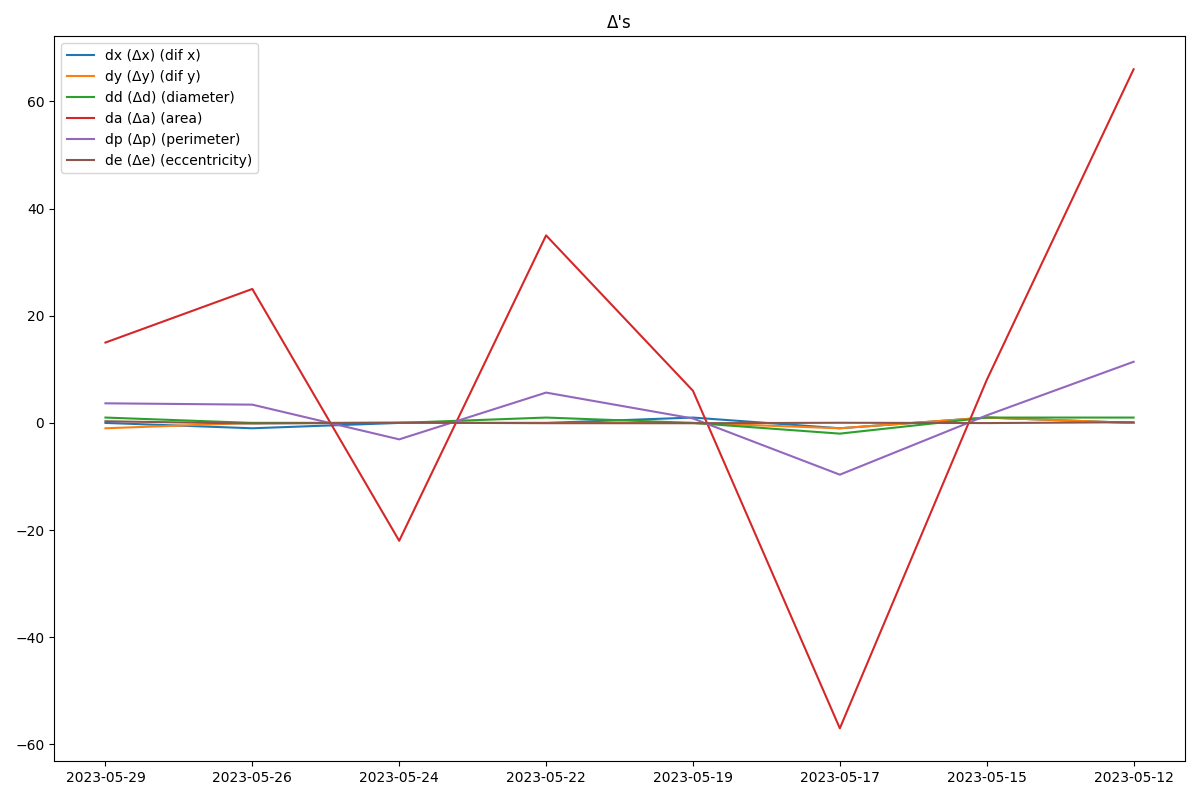 Δ's
dx (Δx) (dif x)
dy (Δy) (dif y)
dd (Δd) (diameter)
da (Δa) (area)
dp (Δp) (perimeter)
de (Δe) (eccentricity)
60
40
20
0
−20
−40
−60
2023-05-29 2023-05-26 2023-05-24 2023-05-22 2023-05-19 2023-05-17 2023-05-15 2023-05-12